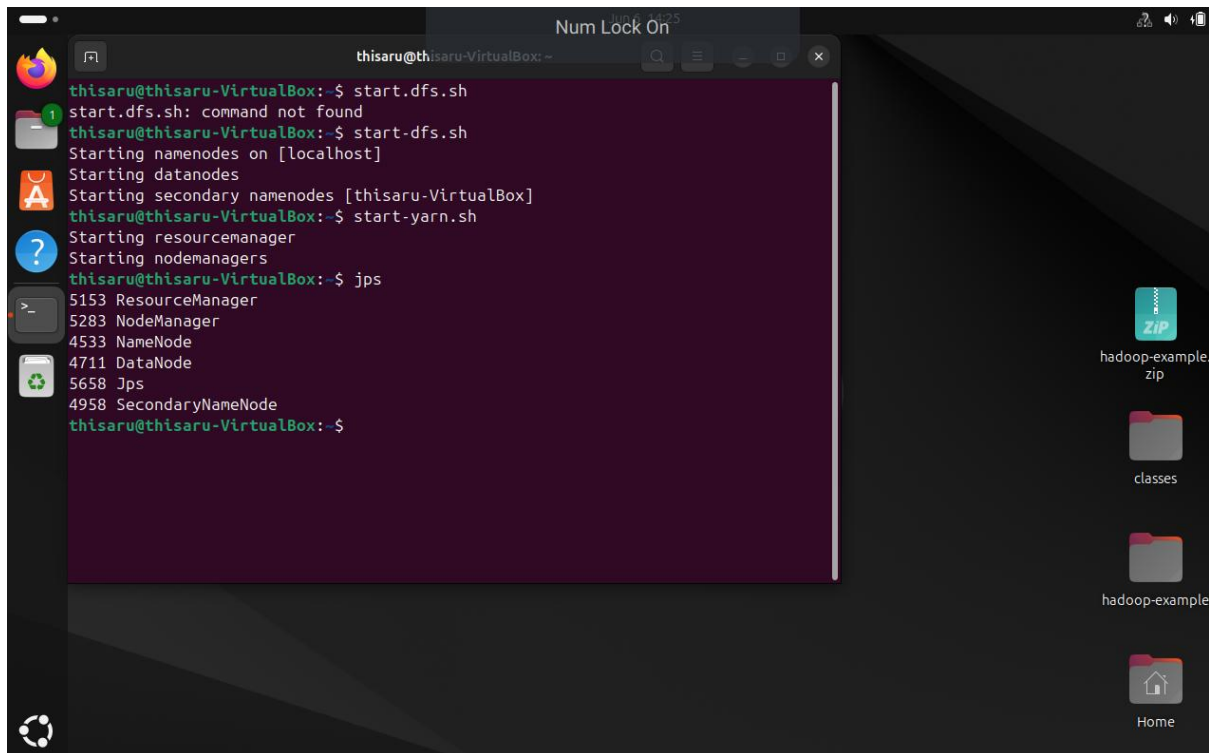 Num Lock On
thisaru@thisaru-VirtualBox: ~
thisaru@thisaru-VirtualBox:~$ start.dfs.sh
start.dfs.sh: command not found
thisaru@thisaru-VirtualBox:~$ start-dfs.sh
Starting namenodes on [localhost]
Starting datanodes
Starting secondary namenodes [thisaru-VirtualBox]
thisaru@thisaru-VirtualBox:~$ start-yarn.sh
Starting resourcemanager
Starting nodemanagers
thisaru@thisaru-VirtualBox:~$ jps
5153 ResourceManager
5283 NodeManager
4533 NameNode
4711 DataNode
5658 Jps
4958 SecondaryNameNode
thisaru@thisaru-VirtualBox:~$
1
ZIP
hadoop-example.
zip
classes
hadoop-example
Home